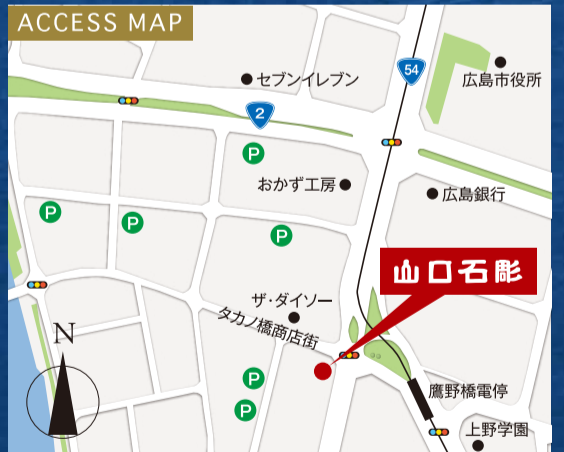 ACCESS MAP
セブンイレブン
54
広島市役所
2
P
おかず工房
広島銀行
P
P
P
山口石彫
ザ・ダイソー
タカノ橋商店街
N
P
鷹野橋電停
P
上野学園